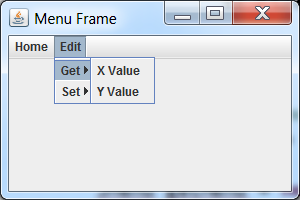 Menu Frame
Home Edit
Get X Value
Set Y Value